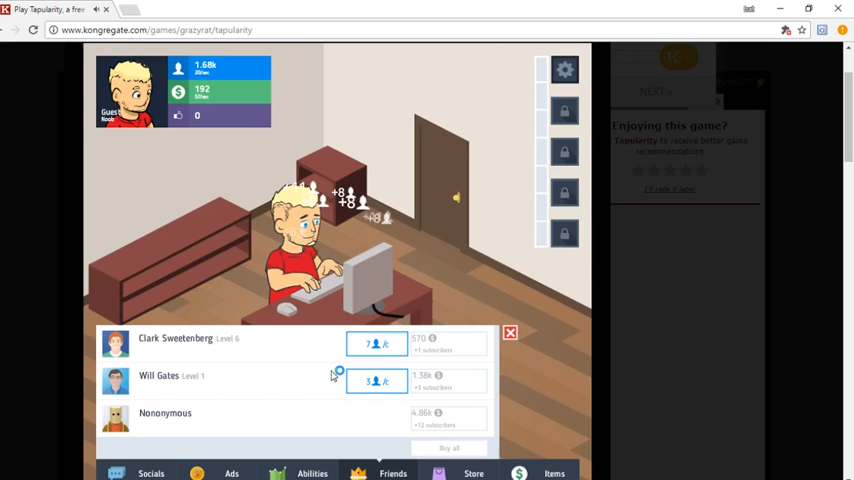 Play Tapularity, a free
www.kongregate.com/games/grazyrat/tapularity
1.68k
20/sec
192
Guest
Noob
0
NEXT »
Enjoying this game?
Tapularity to receive better game
recommendations
I'll rate it later
+8
+8
+8
Clark Sweetenberg Level 6
7 /c
570
+1 subscribers
Will Gates Level 1
3 /c
1.38k
+3 subscribers
Nononymous
4.86k
+12 subscribers
Buy all
Socials
Ads
Abilities
Friends
Store
Items